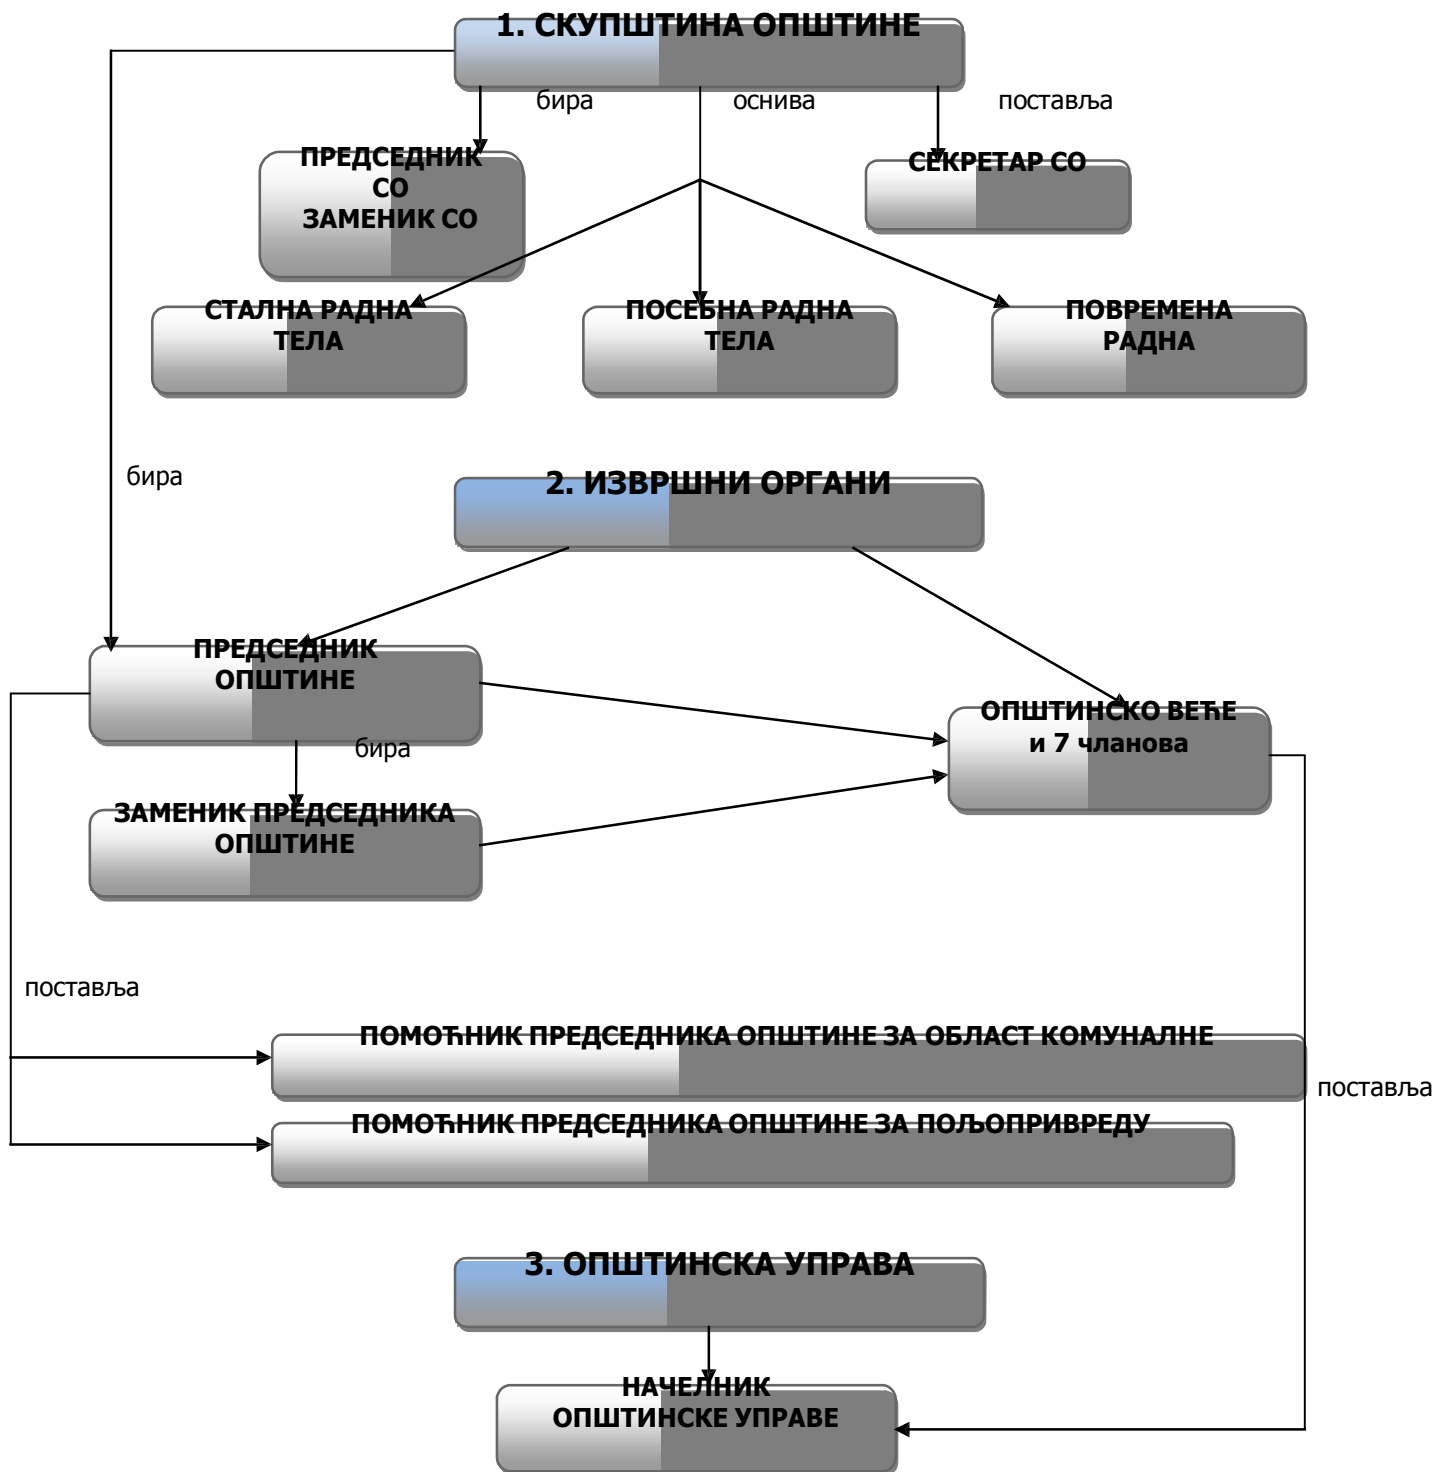 1. СКУПШТИНА ОПШТИНЕ
бира
оснива
поставља
ПРЕДСЕДНИК
СО
ЗАМЕНИК СО
СЕКРЕТАР СО
СТАЛНА РАДНА
ТЕЛА
ПОСЕБНА РАДНА
ТЕЛА
ПОВРЕМЕНА
РАДНА
бира
2. ИЗВРШНИ ОРГАНИ
ПРЕДСЕДНИК
ОПШТИНЕ
ОПШТИНСКО ВЕЋЕ
и 7 чланова
бира
ЗАМЕНИК ПРЕДСЕДНИКА
ОПШТИНЕ
поставља
ПОМОЋНИК ПРЕДСЕДНИКА ОПШТИНЕ ЗА ОБЛАСТ КОМУНАЛНЕ
поставља
ПОМОЋНИК ПРЕДСЕДНИКА ОПШТИНЕ ЗА ПОЉОПРИВРЕДУ
3. ОПШТИНСКА УПРАВА
НАЧЕЛНИК
ОПШТИНСКЕ УПРАВЕ